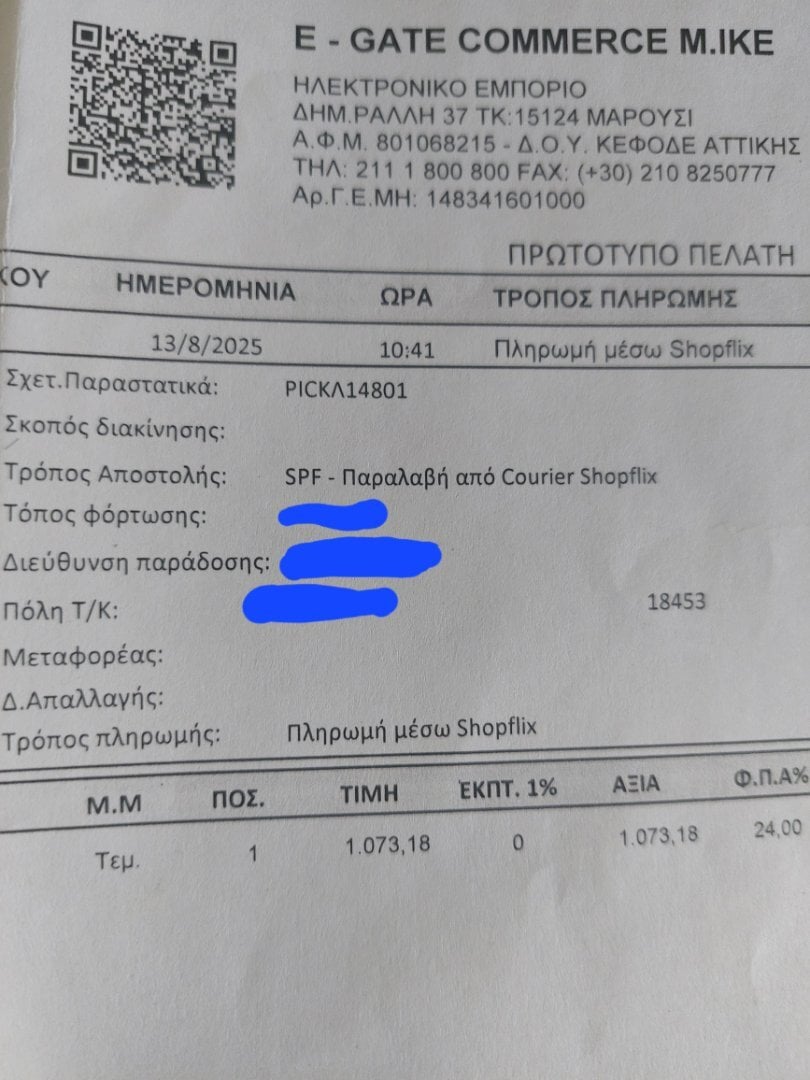 E - GATE COMMERCE Μ.ΙΚΕ
ΗΛΕΚΤΡΟΝΙΚΟ ΕΜΠΟΡΙΟ
ΔΗΜ.ΡΑΛΛΗ 37 ΤΚ:15124 ΜΑΡΟΥΣΙ
Α.Φ.Μ. 801068215 - Δ.Ο.Υ. ΚΕΦΟΔΕ ΑΤΤΙΚΗΣ
ΤΗΛ: 211 1 800 800 FAX: (+30) 210 8250777
Αρ.Γ.Ε.ΜΗ: 148341601000
ΠΡΩΤΟΤΥΠΟ ΠΕΛΑΤΗ
ΚΟΥ ΗΜΕΡΟΜΗΝΙΑ ΩΡΑ ΤΡΟΠΟΣ ΠΛΗΡΩΜΗΣ
13/8/2025 10:41 Πληρωμή μέσω Shopflix
Σχετ.Παραστατικά: PICKΛ14801
Σκοπός διακίνησης:
Τρόπος Αποστολής: SPF - Παραλαβή από Courier Shopflix
Τόπος φόρτωσης:
Διεύθυνση παράδοσης:
Πόλη Τ/Κ: 18453
Μεταφορέας:
Δ.Απαλλαγής:
Τρόπος πληρωμής: Πληρωμή μέσω Shopflix
Μ.Μ ΠΟΣ. ΤΙΜΗ ΈΚΠΤ. 1% ΑΞΙΑ Φ.Π.Α%
Τεμ. 1 1.073,18 0 1.073,18 24,00